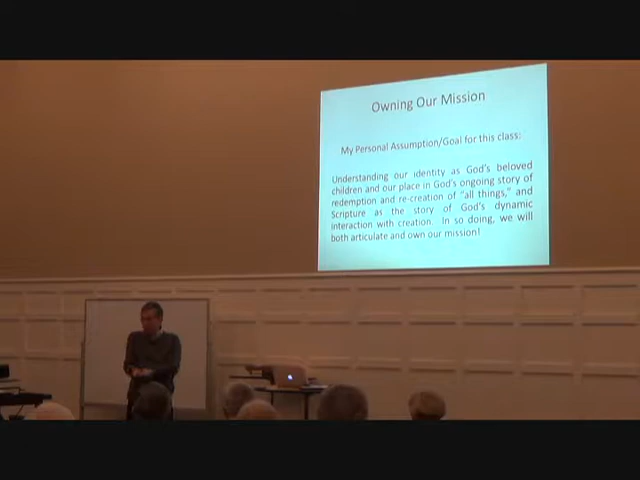 Owning Our Mission
My Personal Assumption/Goal for this class:
Understanding our identity as God's beloved
children and our place in God's ongoing story of
redemption and re-creation of "all things," and
Scripture as the story of God's dynamic
interaction with creation. In so doing, we will
both articulate and own our mission!